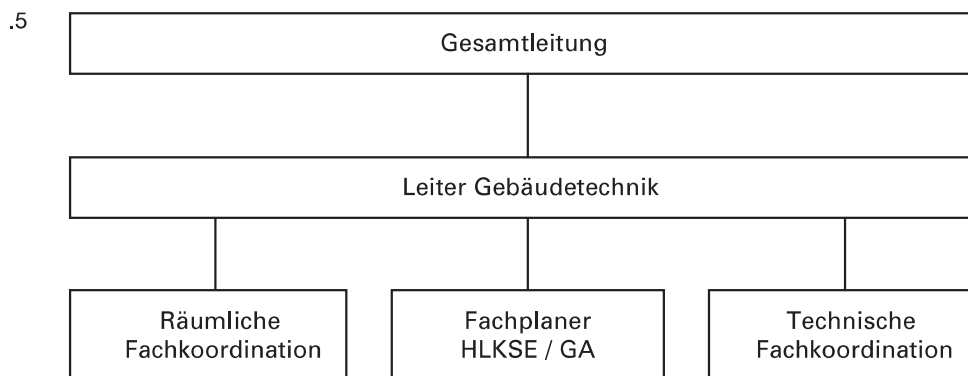 .5
Gesamtleitung
Leiter Gebäudetechnik
Räumliche
Fachkoordination
Fachplaner
HLKSE / GA
Technische
Fachkoordination